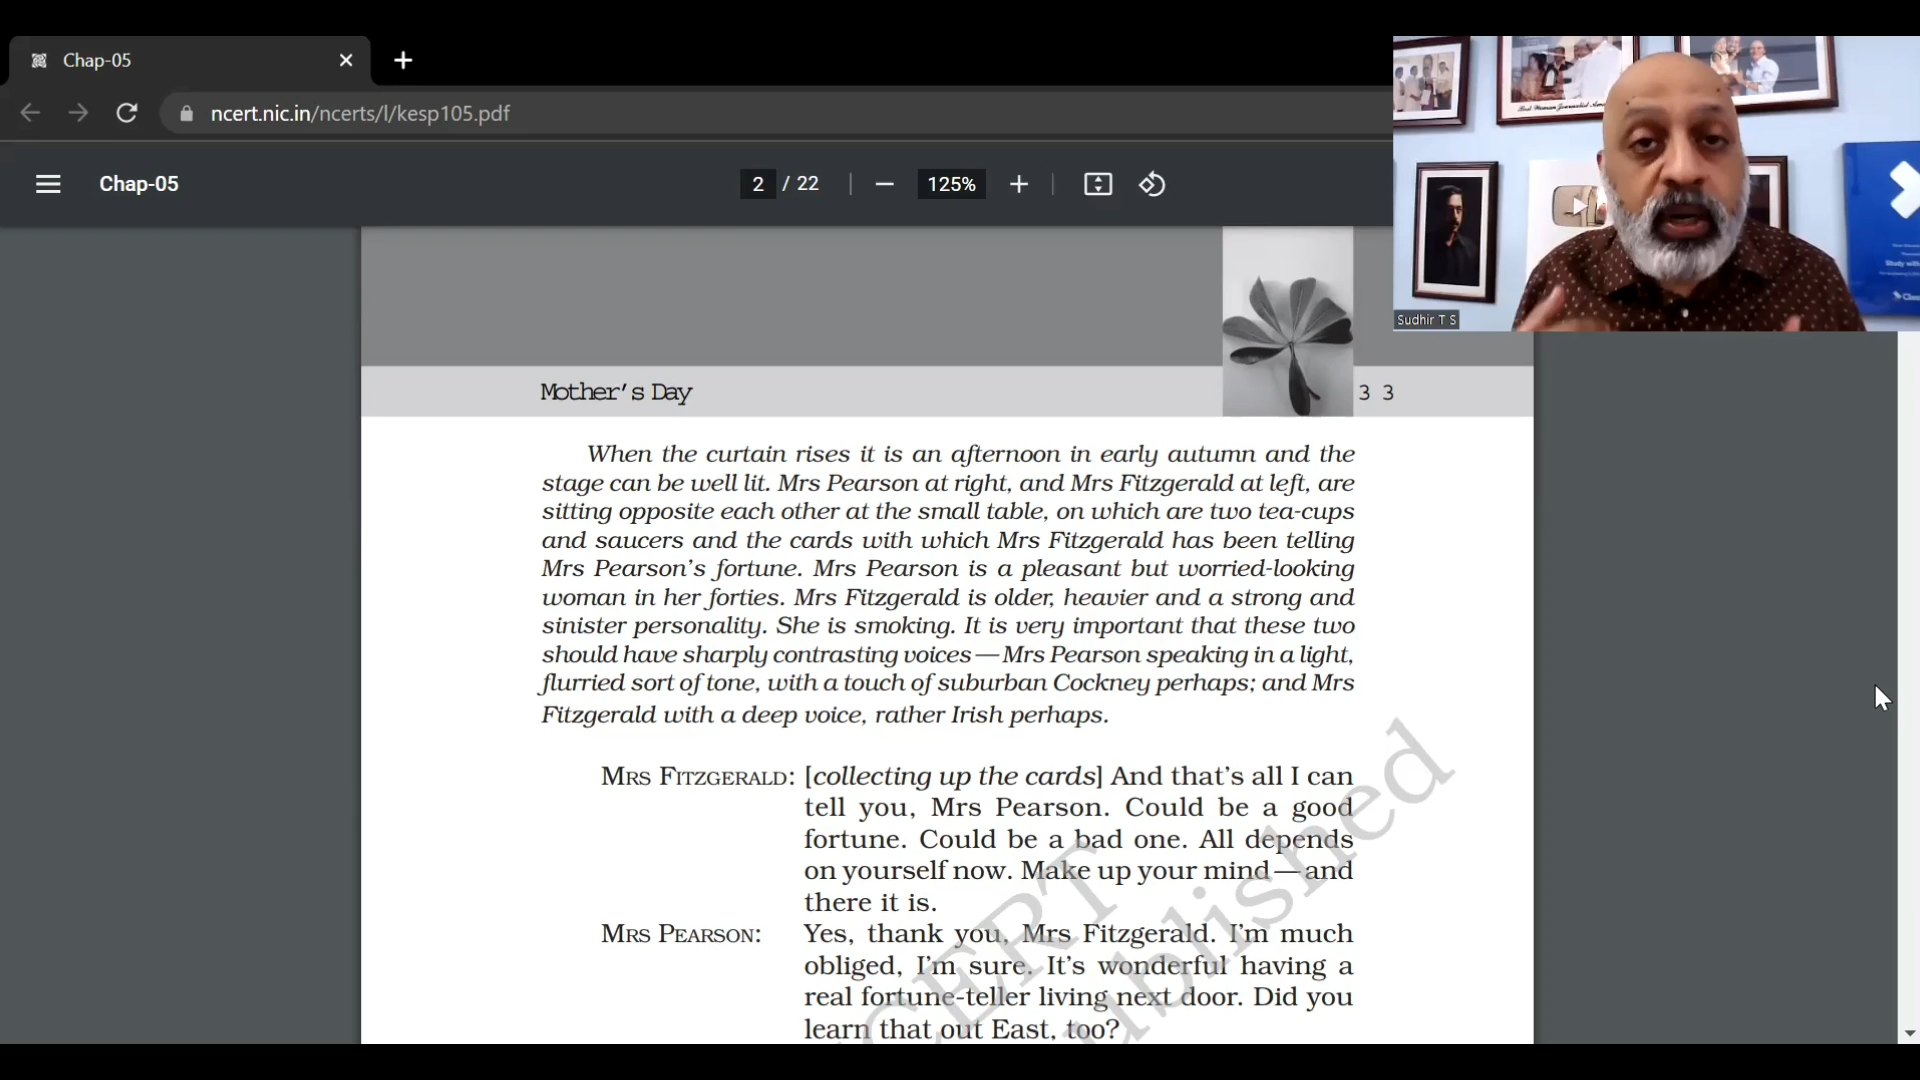 Chap-05
ncert.nic.in/ncerts/l/kesp105.pdf
Chap-05
2 / 22
125%
Sudhir T S
Mother's Day
3 3
When the curtain rises it is an afternoon in early autumn and the
stage can be well lit. Mrs Pearson at right, and Mrs Fitzgerald at left, are
sitting opposite each other at the small table, on which are two tea-cups
and saucers and the cards with which Mrs Fitzgerald has been telling
Mrs Pearson's fortune. Mrs Pearson is a pleasant but worried-looking
woman in her forties. Mrs Fitzgerald is older, heavier and a strong and
sinister personality. She is smoking. It is very important that these two
should have sharply contrasting voices—Mrs Pearson speaking in a light,
flurried sort of tone, with a touch of suburban Cockney perhaps; and Mrs
Fitzgerald with a deep voice, rather Irish perhaps.
MRS FITZGERALD: [collecting up the cards] And that's all I can
tell you, Mrs Pearson. Could be a good
fortune. Could be a bad one. All depends
on yourself now. Make up your mind—and
there it is.
MRS PEARSON: Yes, thank you, Mrs Fitzgerald. I'm much
obliged, I'm sure. It's wonderful having a
real fortune-teller living next door. Did you
learn that out East, too?
CERT
ublished